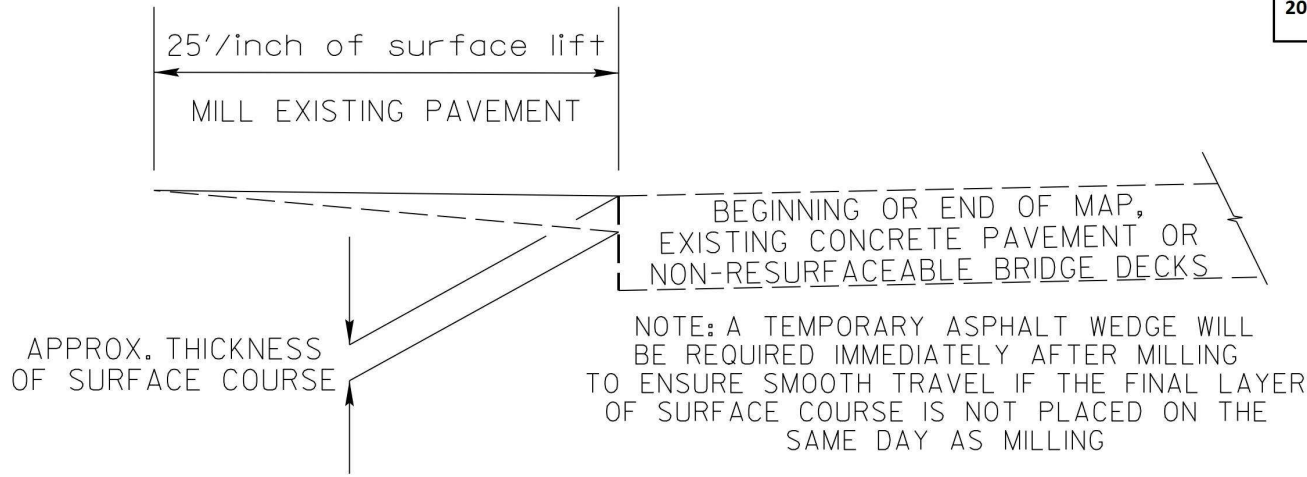 20
25'/inch of surface lift
MILL EXISTING PAVEMENT
BEGINNING OR END OF MAP,
EXISTING CONCRETE PAVEMENT OR
NON-RESURFACEABLE BRIDGE DECKS
APPROX. THICKNESS
OF SURFACE COURSE
NOTE: A TEMPORARY ASPHALT WEDGE WILL
BE REQUIRED IMMEDIATELY AFTER MILLING
TO ENSURE SMOOTH TRAVEL IF THE FINAL LAYER
OF SURFACE COURSE IS NOT PLACED ON THE
SAME DAY AS MILLING